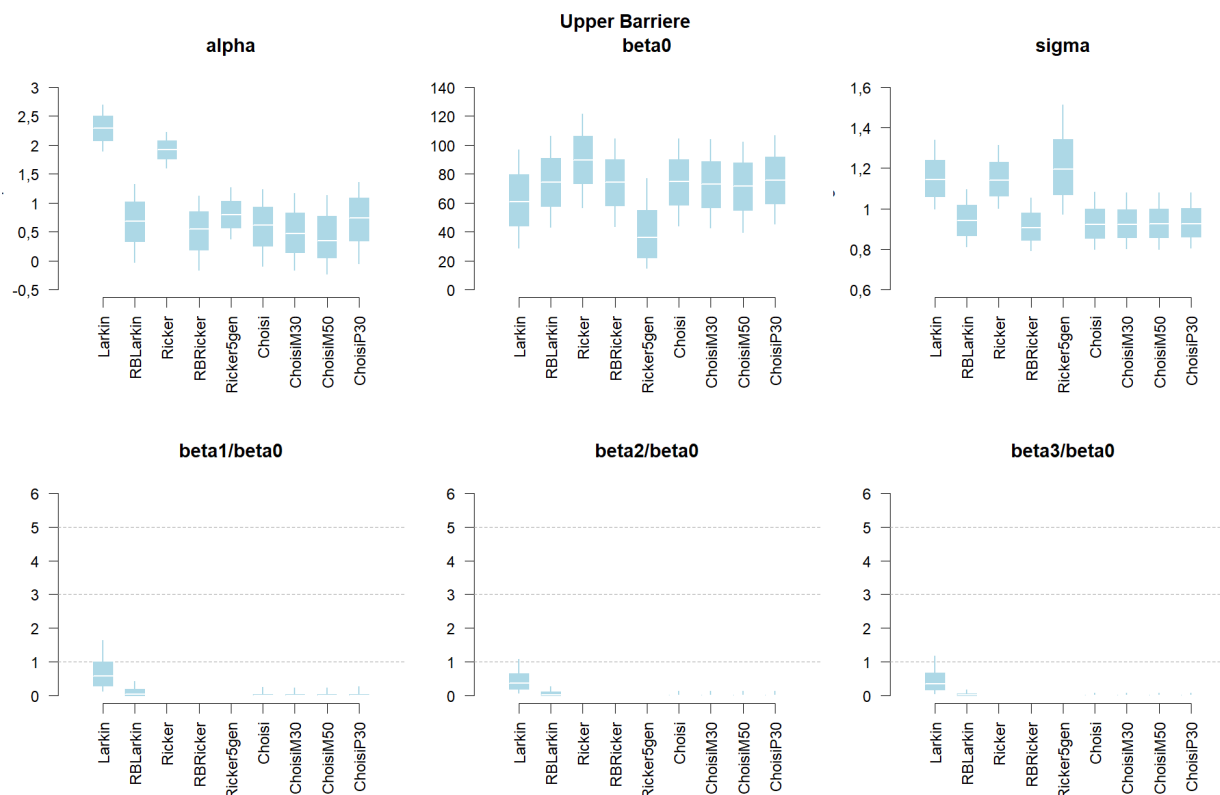 Upper Barriere
alpha
beta0
sigma
3
2,5
2
1,5
1
0,5
0
-0,5
140
120
100
80
60
40
20
0
1,6
1,4
1,2
1
0,8
0,6
Larkin
RBLarkin
Ricker
RBRicker
Ricker5gen
Choisi
ChoisiM30
ChoisiM50
ChoisiP30
Larkin
RBLarkin
Ricker
RBRicker
Ricker5gen
Choisi
ChoisiM30
ChoisiM50
ChoisiP30
Larkin
RBLarkin
Ricker
RBRicker
Ricker5gen
Choisi
ChoisiM30
ChoisiM50
ChoisiP30
beta1/beta0
beta2/beta0
beta3/beta0
6
5
4
3
2
1
0
6
5
4
3
2
1
0
6
5
4
3
2
1
0
Larkin
RBLarkin
Ricker
RBRicker
Ricker5gen
Choisi
ChoisiM30
ChoisiM50
ChoisiP30
Larkin
RBLarkin
Ricker
RBRicker
Ricker5gen
Choisi
ChoisiM30
ChoisiM50
ChoisiP30
Larkin
RBLarkin
Ricker
RBRicker
Ricker5gen
Choisi
ChoisiM30
ChoisiM50
ChoisiP30